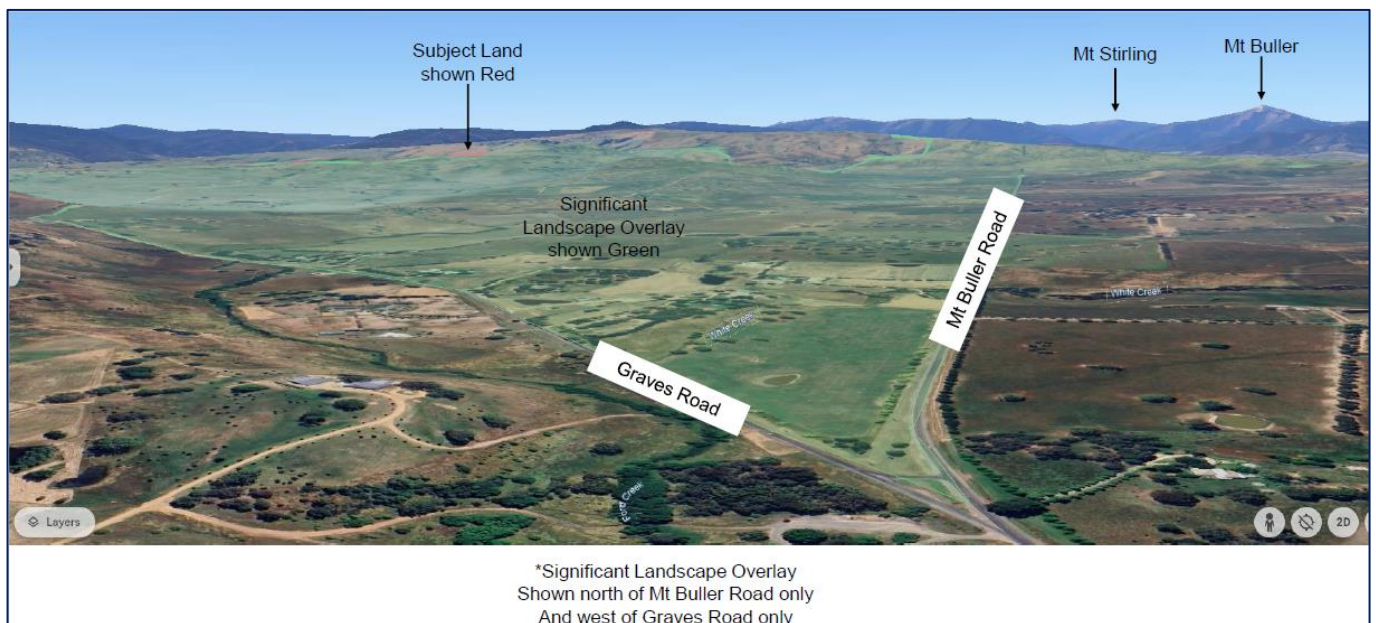 Subject Land
shown Red
Mt Stirling
Mt Buller
Significant
Landscape Overlay
shown Green
Mt Buller Road
White Creek
White Creek
Graves Road
Ford Creek
Layers
2D
*Significant Landscape Overlay
Shown north of Mt Buller Road only
And west of Graves Road only